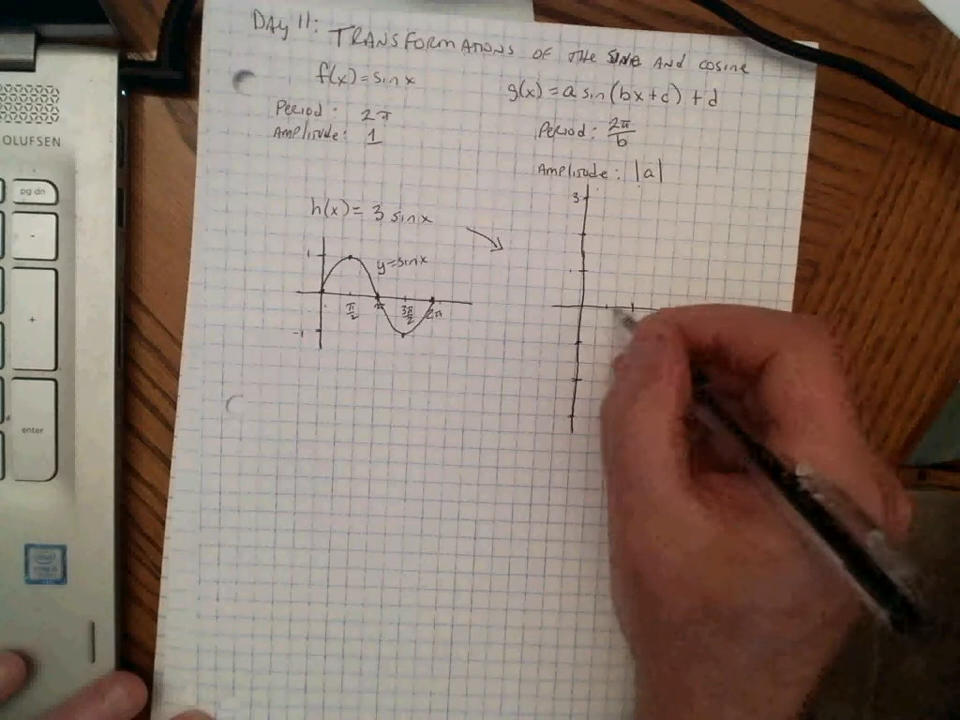 DAY 11: TRANSFORMATIONS OF THE SINE AND COSINE
f(x) = sin x
Period: 2π
Amplitude: 1
g(x) = a sin(bx+c) + d
Period: 2π/b
Amplitude: |a|
h(x) = 3 sin x
1
y=sin x
π/2
π
3π/2
2π
-1
3
OLUFSEN
pg dn
-
+
enter
intel